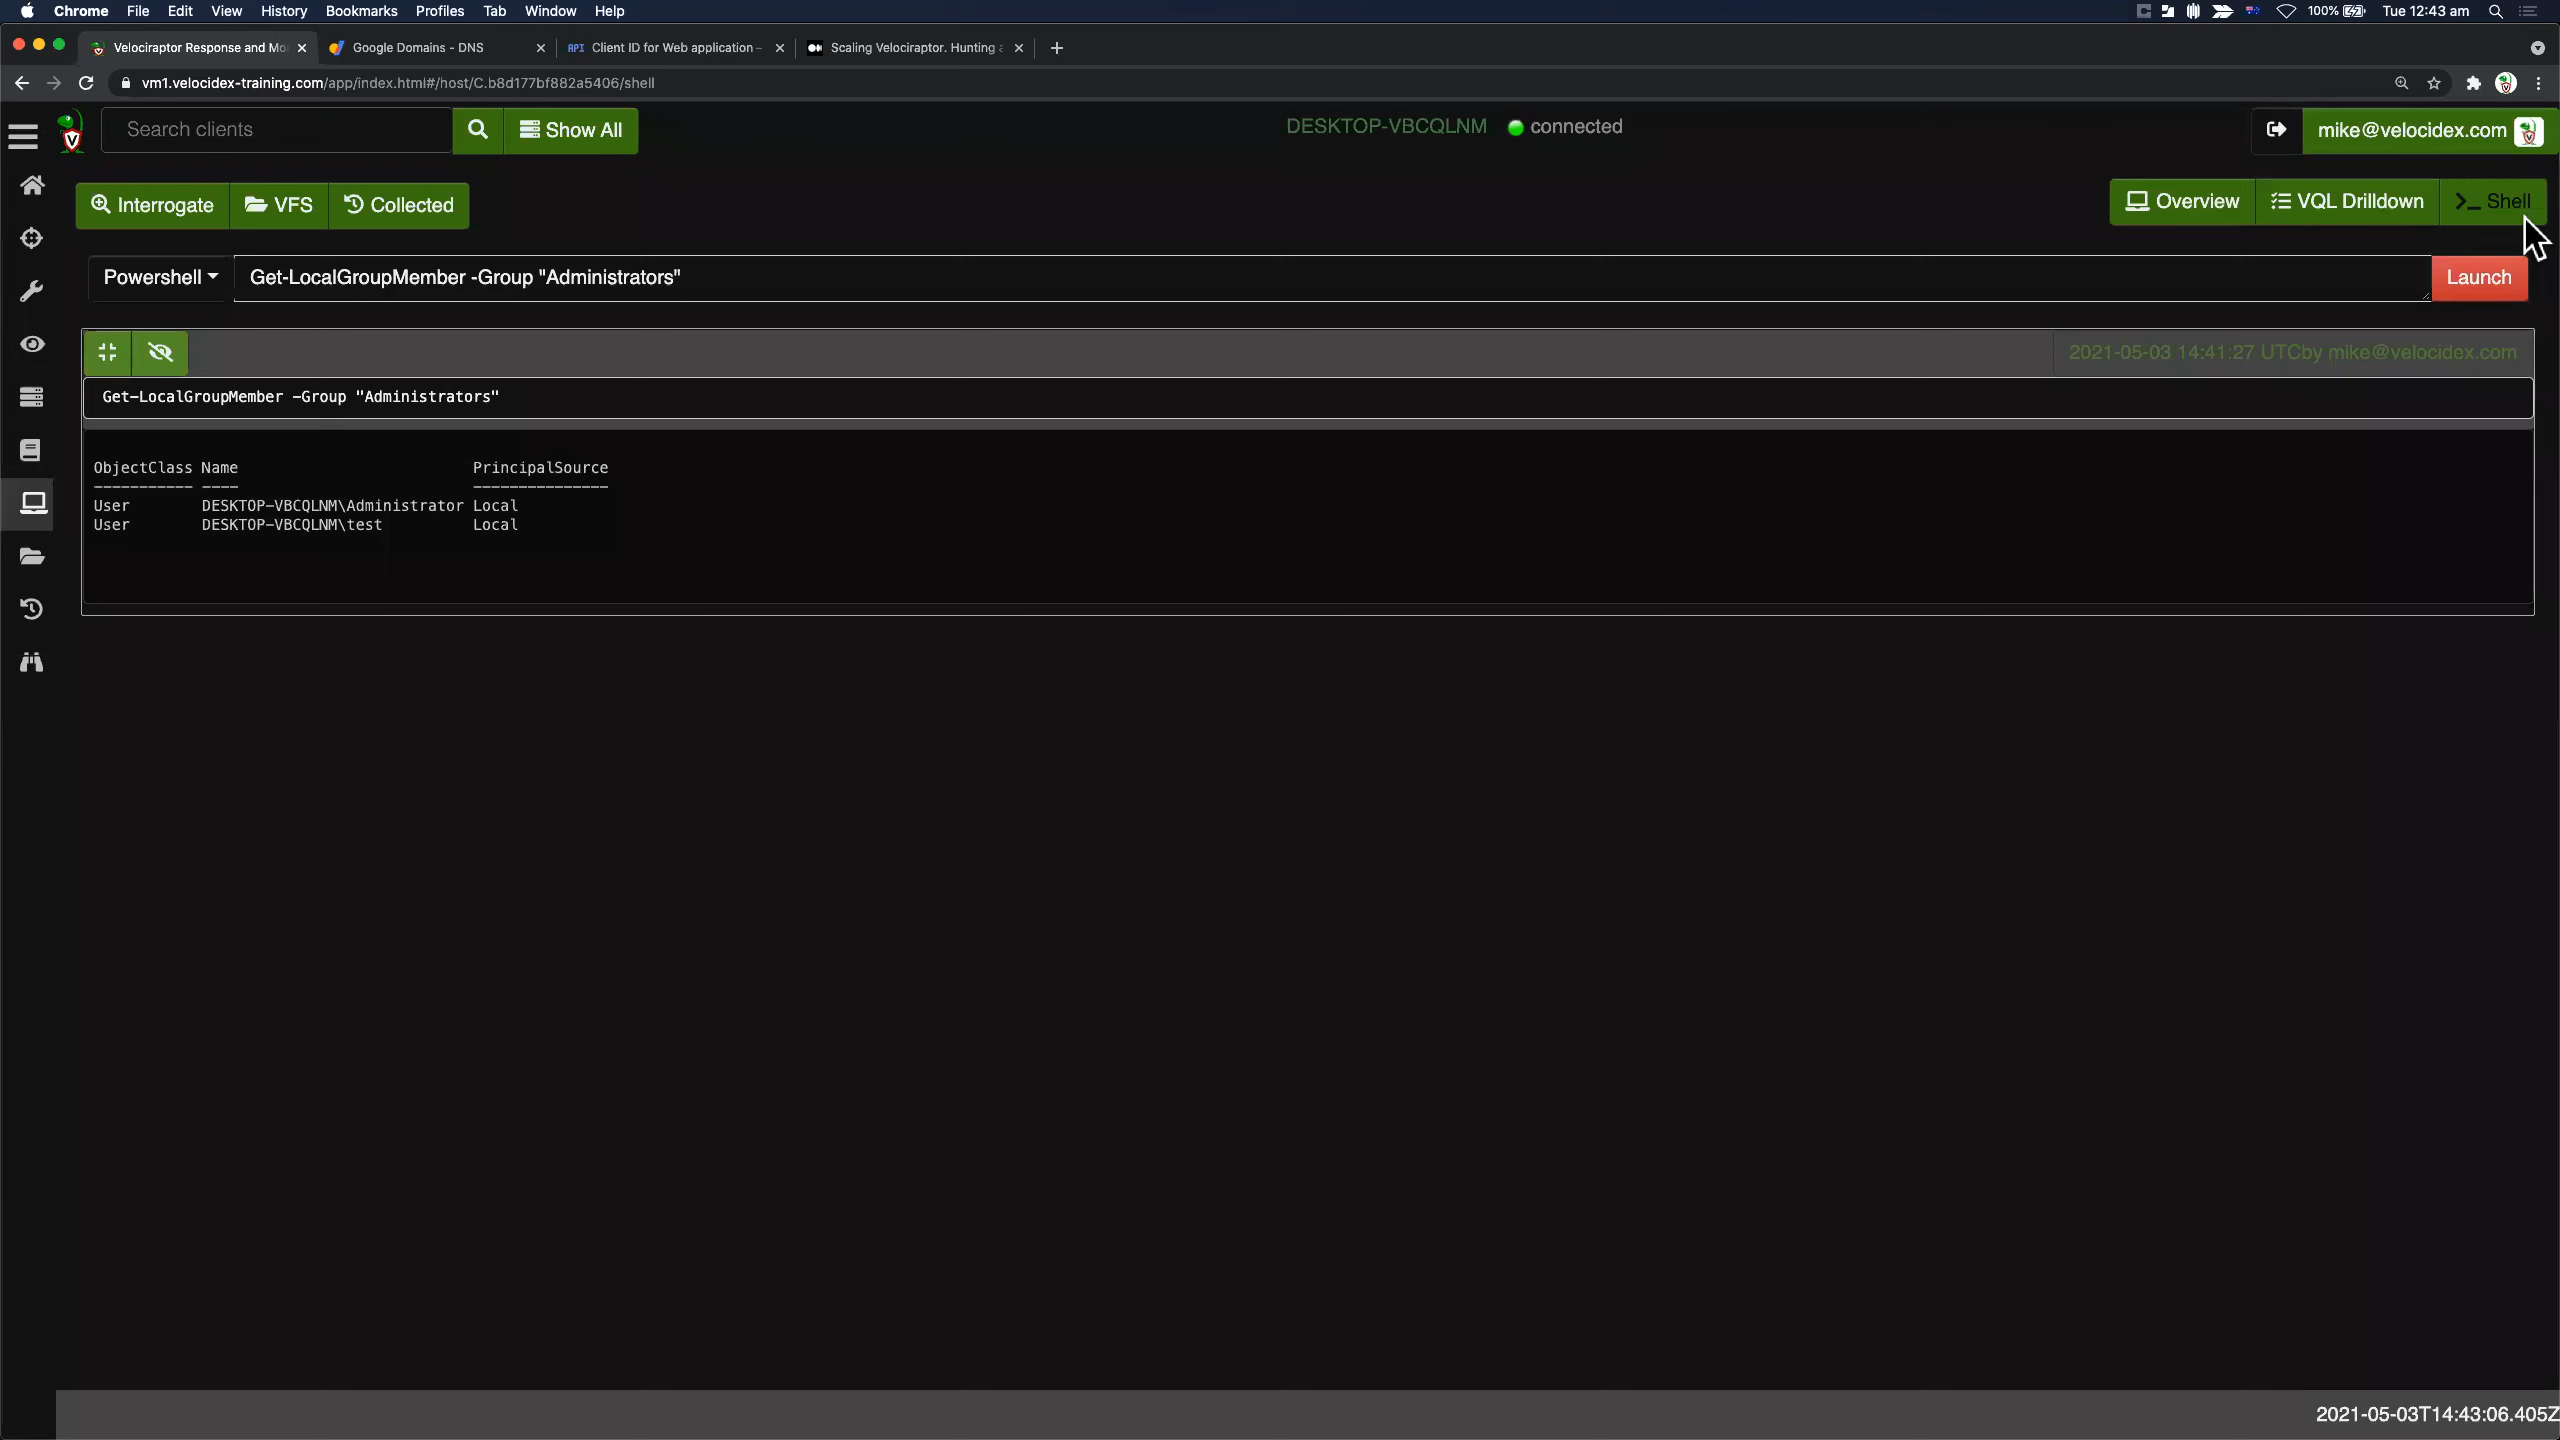 Chrome File Edit View History Bookmarks Profiles Tab Window Help 100% Tue 12:43 am
Velociraptor Response and Mo Google Domains - DNS API Client ID for Web application – Scaling Velociraptor. Hunting a
vm1.velocidex-training.com/app/index.html#/host/C.b8d177bf882a5406/shell
Search clients Show All DESKTOP-VBCQLNM connected mike@velocidex.com
Interrogate VFS Collected Overview VQL Drilldown >_ Shell
Powershell Get-LocalGroupMember -Group "Administrators" Launch
2021-05-03 14:41:27 UTCby mike@velocidex.com
Get-LocalGroupMember -Group "Administrators"
ObjectClass Name PrincipalSource
----------- ---- ---------------
User DESKTOP-VBCQLNM\Administrator Local
User DESKTOP-VBCQLNM\test Local
2021-05-03T14:43:06.405Z